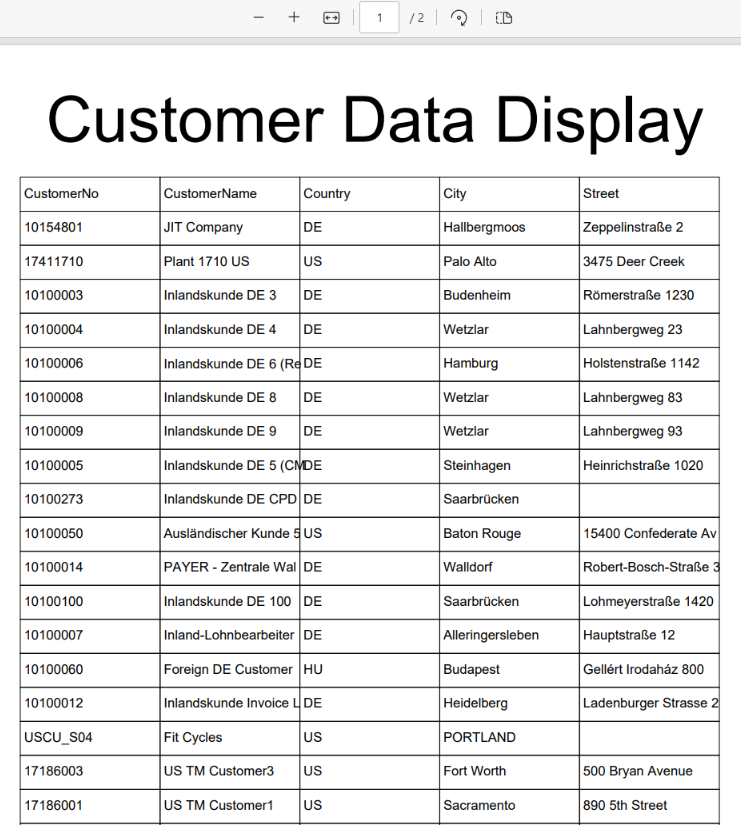 1 / 2
Customer Data Display
CustomerNo CustomerName Country City Street
10154801 JIT Company DE Hallbergmoos Zeppelinstraße 2
17411710 Plant 1710 US US Palo Alto 3475 Deer Creek
10100003 Inlandskunde DE 3 DE Budenheim Römerstraße 1230
10100004 Inlandskunde DE 4 DE Wetzlar Lahnbergweg 23
10100006 Inlandskunde DE 6 (Re DE Hamburg Holstenstraße 1142
10100008 Inlandskunde DE 8 DE Wetzlar Lahnbergweg 83
10100009 Inlandskunde DE 9 DE Wetzlar Lahnbergweg 93
10100005 Inlandskunde DE 5 (CM DE Steinhagen Heinrichstraße 1020
10100273 Inlandskunde DE CPD DE Saarbrücken
10100050 Ausländischer Kunde 5 US Baton Rouge 15400 Confederate Av
10100014 PAYER - Zentrale Wal DE Walldorf Robert-Bosch-Straße 3
10100100 Inlandskunde DE 100 DE Saarbrücken Lohmeyerstraße 1420
10100007 Inland-Lohnbearbeiter DE Alleringersleben Hauptstraße 12
10100060 Foreign DE Customer HU Budapest Gellért Irodaház 800
10100012 Inlandskunde Invoice L DE Heidelberg Ladenburger Strasse 2
USCU_S04 Fit Cycles US PORTLAND
17186003 US TM Customer3 US Fort Worth 500 Bryan Avenue
17186001 US TM Customer1 US Sacramento 890 5th Street